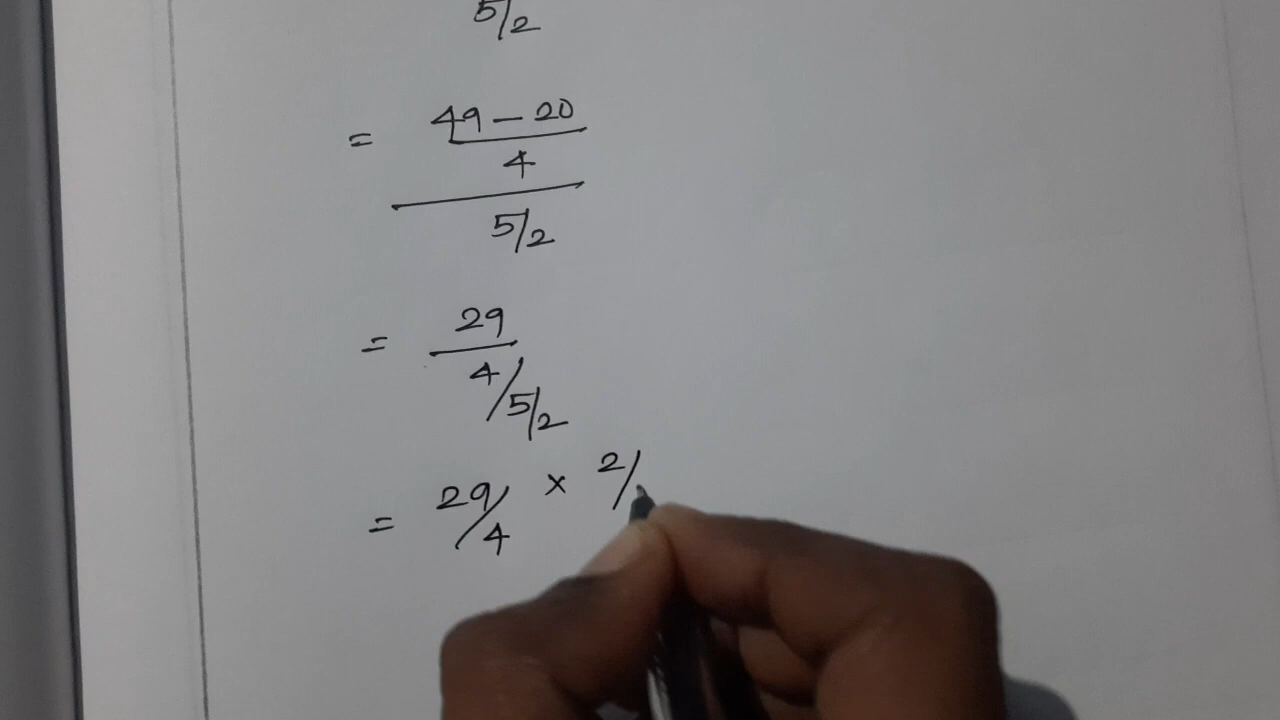 5/2
= 49 - 20
4
5/2
= 29
4/5/2
= 29/4 × 2/